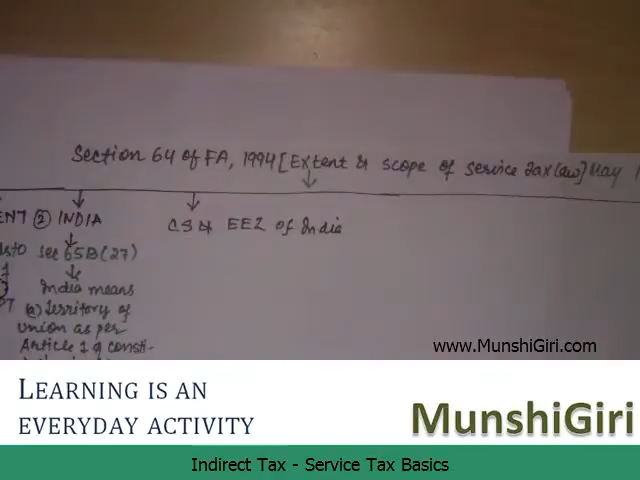 Section 64 of FA, 1994 [Extent & scope of service Tax law] May
ENT ② INDIA
CS & EEZ of India
sec 65B(27)
India means
(a) Territory of
union as per
Article 1 of consti-
www.MunshiGiri.com
LEARNING IS AN
EVERYDAY ACTIVITY
MunshiGiri
Indirect Tax - Service Tax Basics